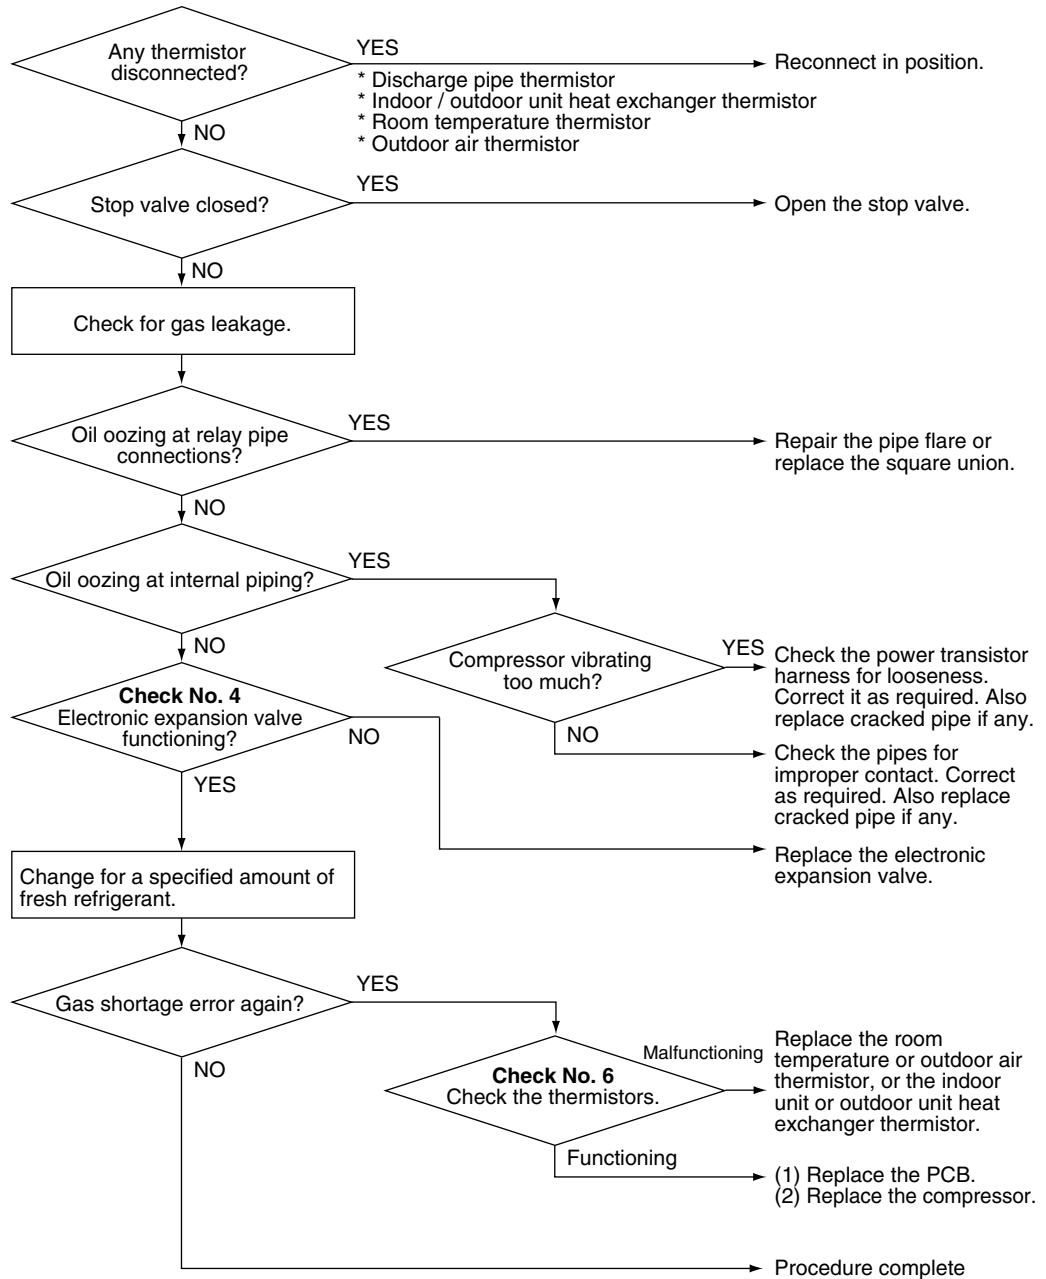 Any thermistor
disconnected?
YES
* Discharge pipe thermistor
* Indoor / outdoor unit heat exchanger thermistor
* Room temperature thermistor
* Outdoor air thermistor
Reconnect in position.
NO
Stop valve closed?
YES
Open the stop valve.
NO
Check for gas leakage.
Oil oozing at relay pipe
connections?
YES
Repair the pipe flare or
replace the square union.
NO
Oil oozing at internal piping?
YES
NO
Compressor vibrating
too much?
YES
Check the power transistor
harness for looseness.
Correct it as required. Also
replace cracked pipe if any.
NO
Check the pipes for
improper contact. Correct
as required. Also replace
cracked pipe if any.
Check No. 4
Electronic expansion valve
functioning?
NO
Replace the electronic
expansion valve.
YES
Change for a specified amount of
fresh refrigerant.
Gas shortage error again?
YES
NO
Check No. 6
Check the thermistors.
Malfunctioning
Replace the room
temperature or outdoor air
thermistor, or the indoor
unit or outdoor unit heat
exchanger thermistor.
Functioning
(1) Replace the PCB.
(2) Replace the compressor.
Procedure complete